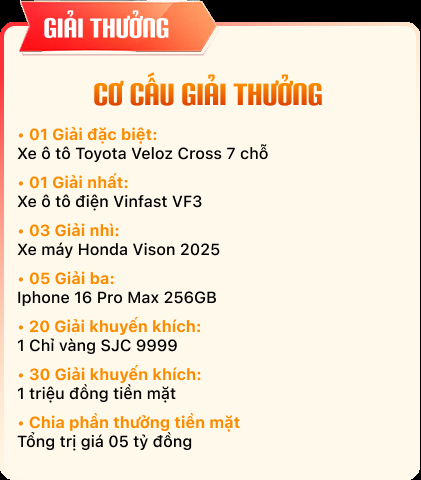 GIẢI THƯỞNG
CƠ CẤU GIẢI THƯỞNG
• 01 Giải đặc biệt:
Xe ô tô Toyota Veloz Cross 7 chỗ
• 01 Giải nhất:
Xe ô tô điện Vinfast VF3
• 03 Giải nhì:
Xe máy Honda Vison 2025
• 05 Giải ba:
Iphone 16 Pro Max 256GB
• 20 Giải khuyến khích:
1 Chỉ vàng SJC 9999
• 30 Giải khuyến khích:
1 triệu đồng tiền mặt
• Chia phần thưởng tiền mặt
Tổng trị giá 05 tỷ đồng